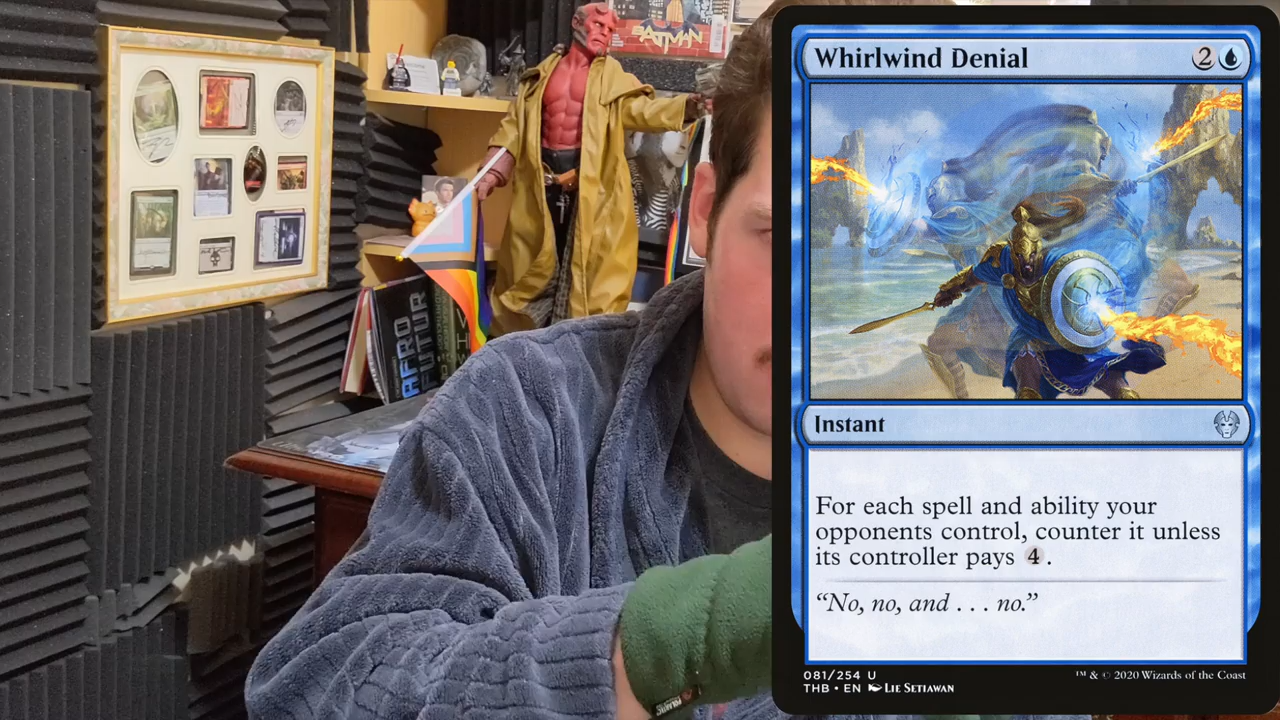 BATMAN
AFRO
FUTUR
Whirlwind Denial
2
Instant
For each spell and ability your
opponents control, counter it unless
its controller pays 4.
“No, no, and . . . no.”
081/254 U
THB • EN Lie Setiawan
™ & © 2020 Wizards of the Coast